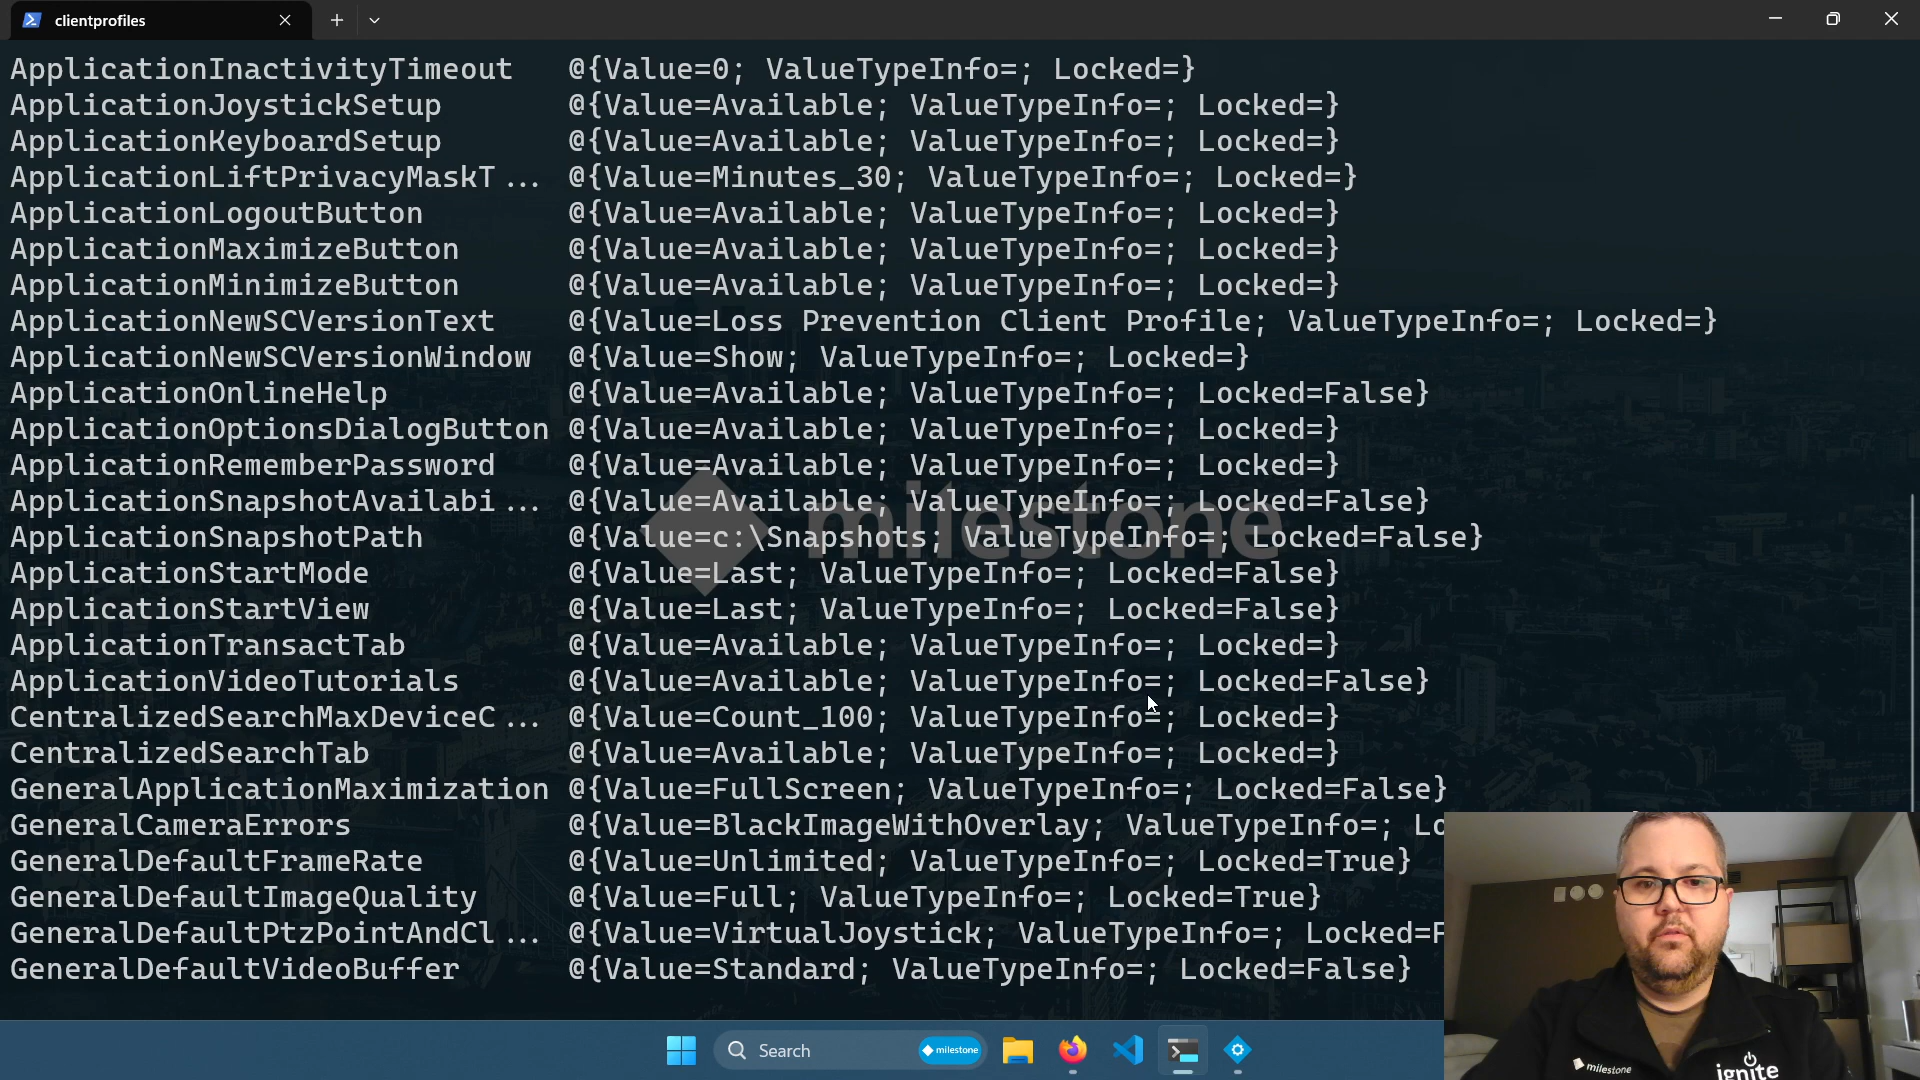 clientprofiles
ApplicationInactivityTimeout @{Value=0; ValueTypeInfo=; Locked=}
ApplicationJoystickSetup @{Value=Available; ValueTypeInfo=; Locked=}
ApplicationKeyboardSetup @{Value=Available; ValueTypeInfo=; Locked=}
ApplicationLiftPrivacyMaskT... @{Value=Minutes_30; ValueTypeInfo=; Locked=}
ApplicationLogoutButton @{Value=Available; ValueTypeInfo=; Locked=}
ApplicationMaximizeButton @{Value=Available; ValueTypeInfo=; Locked=}
ApplicationMinimizeButton @{Value=Available; ValueTypeInfo=; Locked=}
ApplicationNewSCVersionText @{Value=Loss Prevention Client Profile; ValueTypeInfo=; Locked=}
ApplicationNewSCVersionWindow @{Value=Show; ValueTypeInfo=; Locked=}
ApplicationOnlineHelp @{Value=Available; ValueTypeInfo=; Locked=False}
ApplicationOptionsDialogButton @{Value=Available; ValueTypeInfo=; Locked=}
ApplicationRememberPassword @{Value=Available; ValueTypeInfo=; Locked=}
ApplicationSnapshotAvailabi... @{Value=Available; ValueTypeInfo=; Locked=False}
milestone
ApplicationSnapshotPath @{Value=c:\Snapshots; ValueTypeInfo=; Locked=False}
ApplicationStartMode @{Value=Last; ValueTypeInfo=; Locked=False}
ApplicationStartView @{Value=Last; ValueTypeInfo=; Locked=False}
ApplicationTransactTab @{Value=Available; ValueTypeInfo=; Locked=}
ApplicationVideoTutorials @{Value=Available; ValueTypeInfo=; Locked=False}
CentralizedSearchMaxDeviceC... @{Value=Count_100; ValueTypeInfo=; Locked=}
CentralizedSearchTab @{Value=Available; ValueTypeInfo=; Locked=}
GeneralApplicationMaximization @{Value=FullScreen; ValueTypeInfo=; Locked=False}
GeneralCameraErrors @{Value=BlackImageWithOverlay; ValueTypeInfo=; Lo
GeneralDefaultFrameRate @{Value=Unlimited; ValueTypeInfo=; Locked=True}
GeneralDefaultImageQuality @{Value=Full; ValueTypeInfo=; Locked=True}
GeneralDefaultPtzPointAndCl... @{Value=VirtualJoystick; ValueTypeInfo=; Locked=F
GeneralDefaultVideoBuffer @{Value=Standard; ValueTypeInfo=; Locked=False}
Search
milestone
milestone
ignite